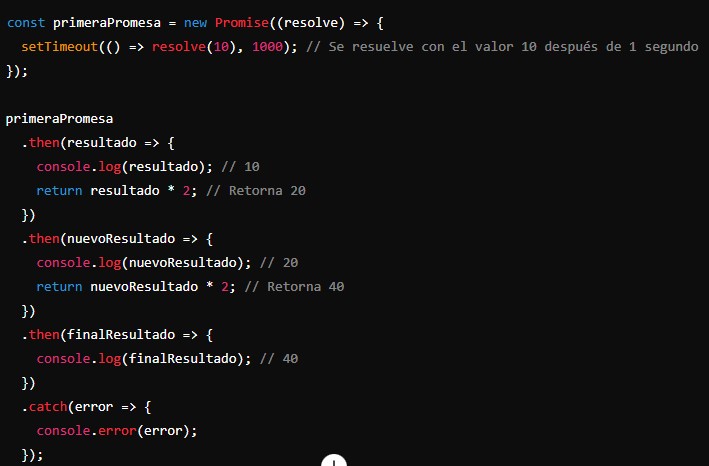 const primeraPromesa = new Promise((resolve) => {
  setTimeout(() => resolve(10), 1000); // Se resuelve con el valor 10 después de 1 segundo
});

primeraPromesa
  .then(resultado => {
    console.log(resultado); // 10
    return resultado * 2; // Retorna 20
  })
  .then(nuevoResultado => {
    console.log(nuevoResultado); // 20
    return nuevoResultado * 2; // Retorna 40
  })
  .then(finalResultado => {
    console.log(finalResultado); // 40
  })
  .catch(error => {
    console.error(error);
  });